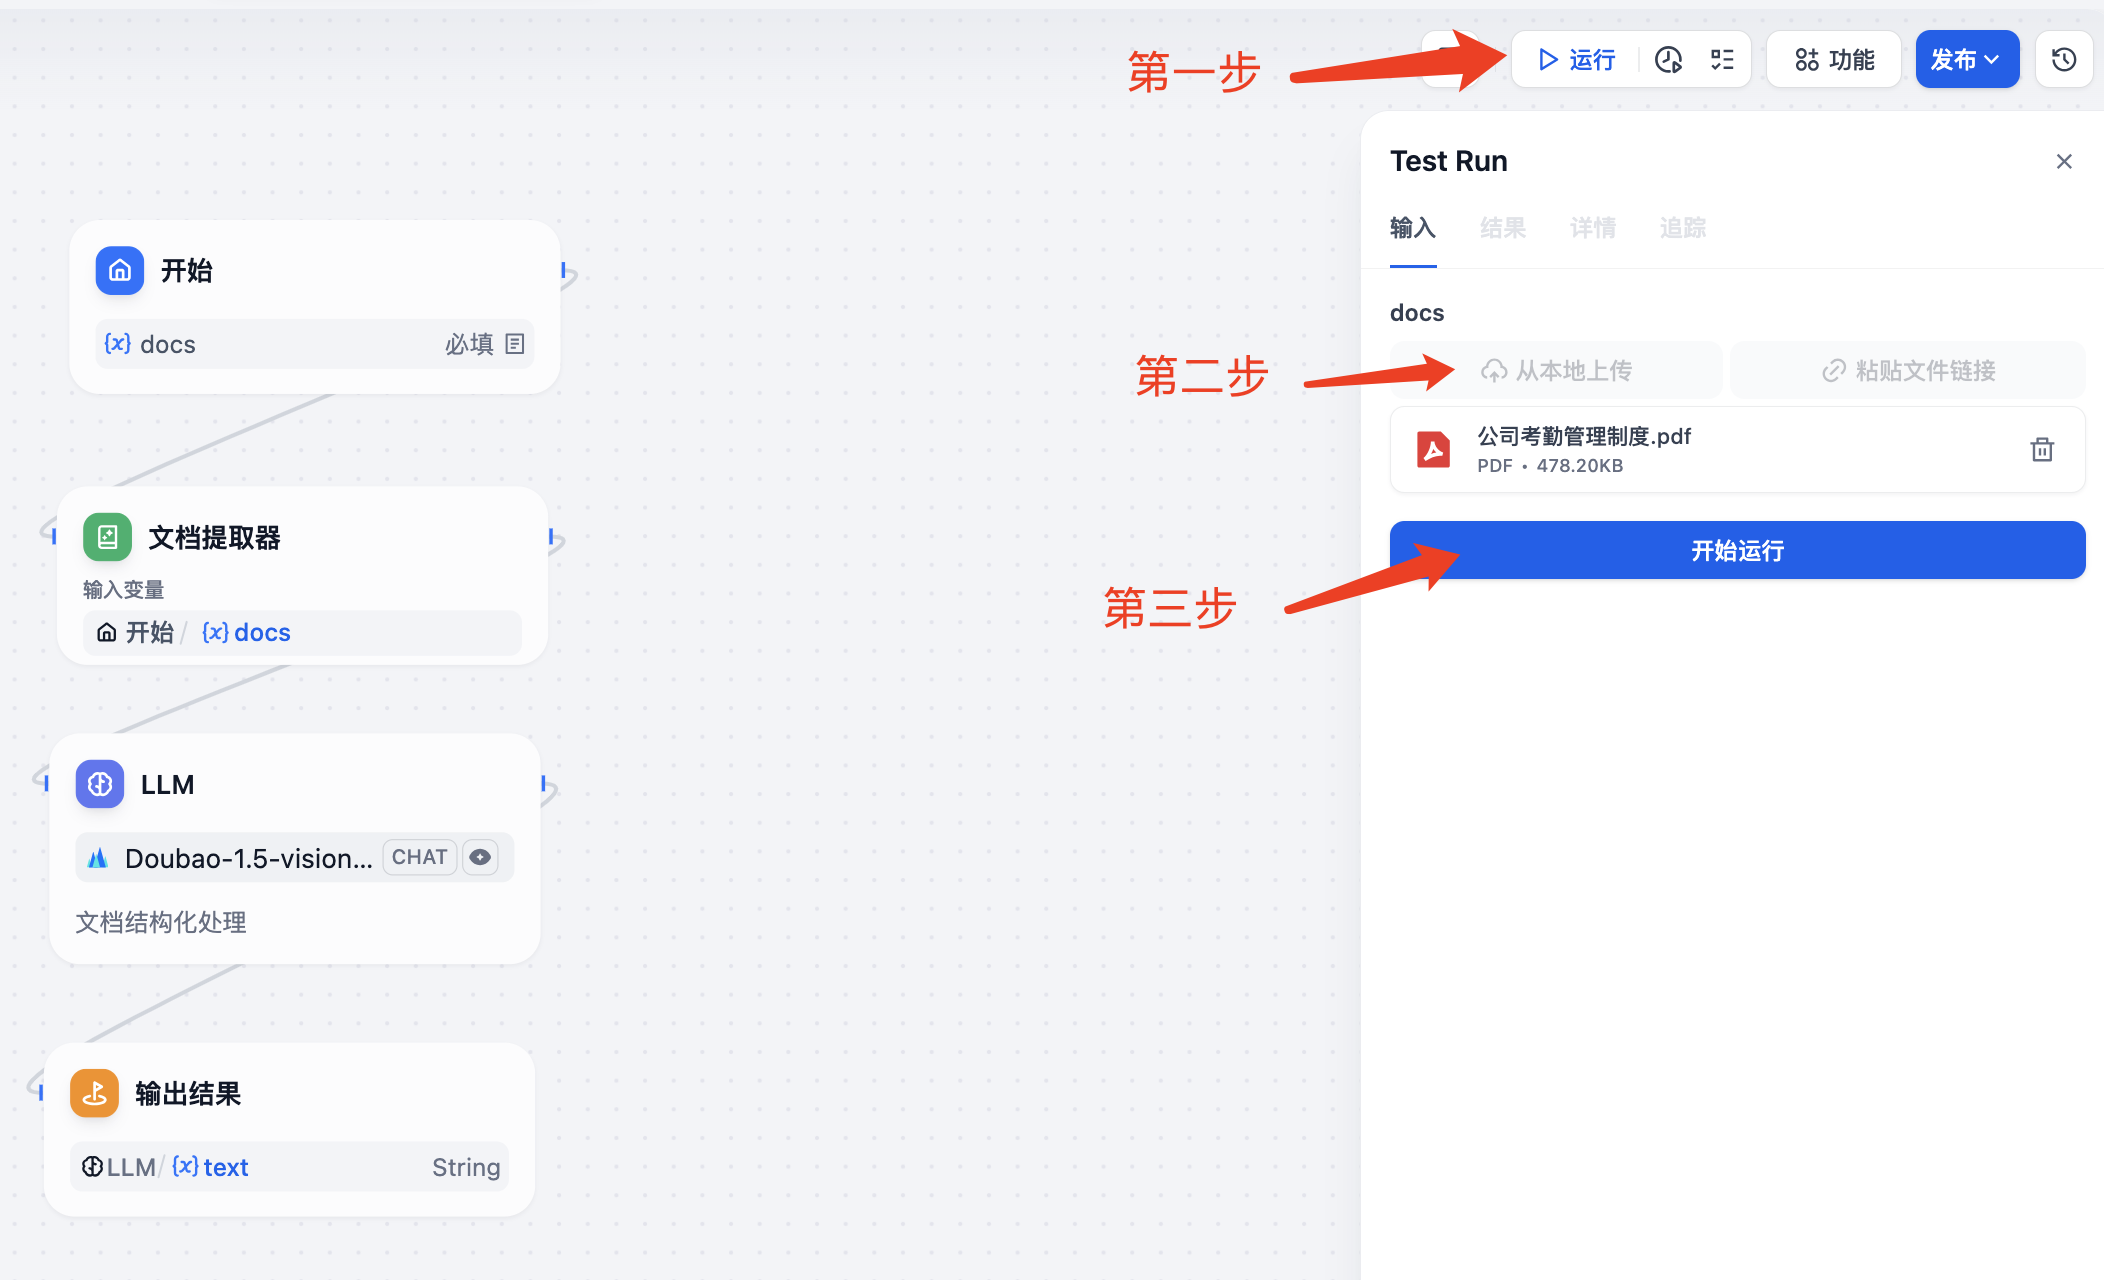 第一步
运行
功能
发布
Test Run
输入
结果
详情
追踪
docs
第二步
从本地上传
粘贴文件链接
公司考勤管理制度.pdf
PDF • 478.20KB
第三步
开始运行
开始
{x} docs
必填
文档提取器
输入变量
开始 / {x} docs
LLM
Doubao-1.5-vision...
CHAT
文档结构化处理
输出结果
LLM / {x} text
String